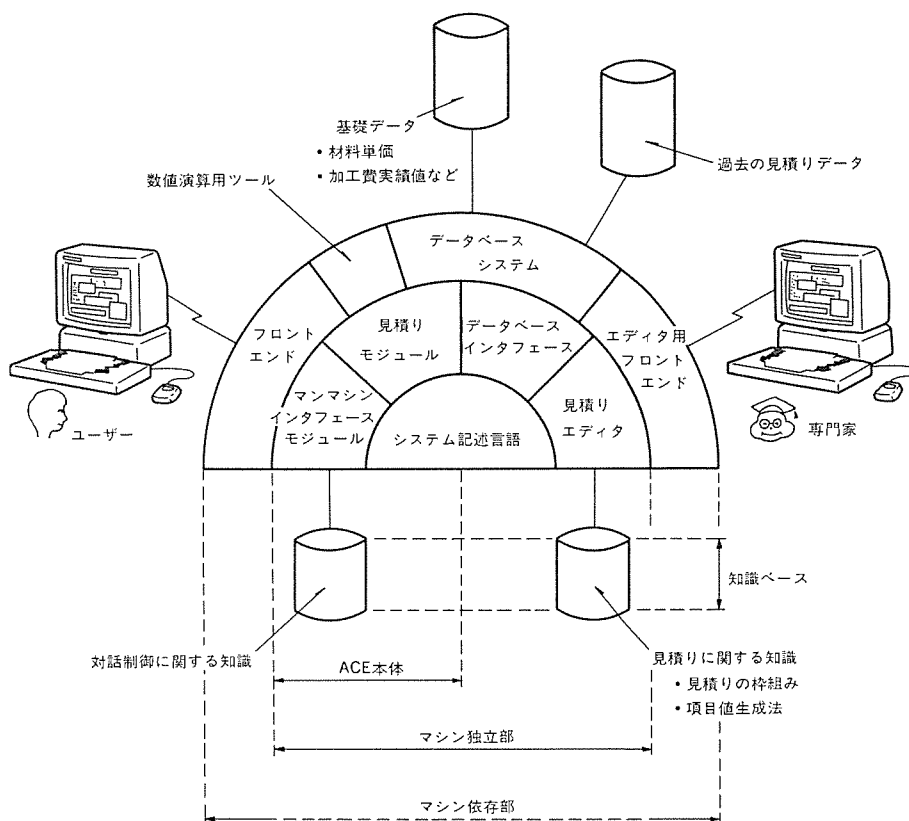 基礎データ
・材料単価
・加工費実績値など
過去の見積りデータ
数値演算用ツール
データベース
システム
フロント
エンド
見積り
モジュール
データベース
インタフェース
エディタ用
フロント
エンド
マンマシン
インタフェース
モジュール
システム記述言語
見積り
エディタ
ユーザー
専門家
知識ベース
対話制御に関する知識
見積りに関する知識
・見積りの枠組み
・項目値生成法
ACE本体
マシン独立部
マシン依存部